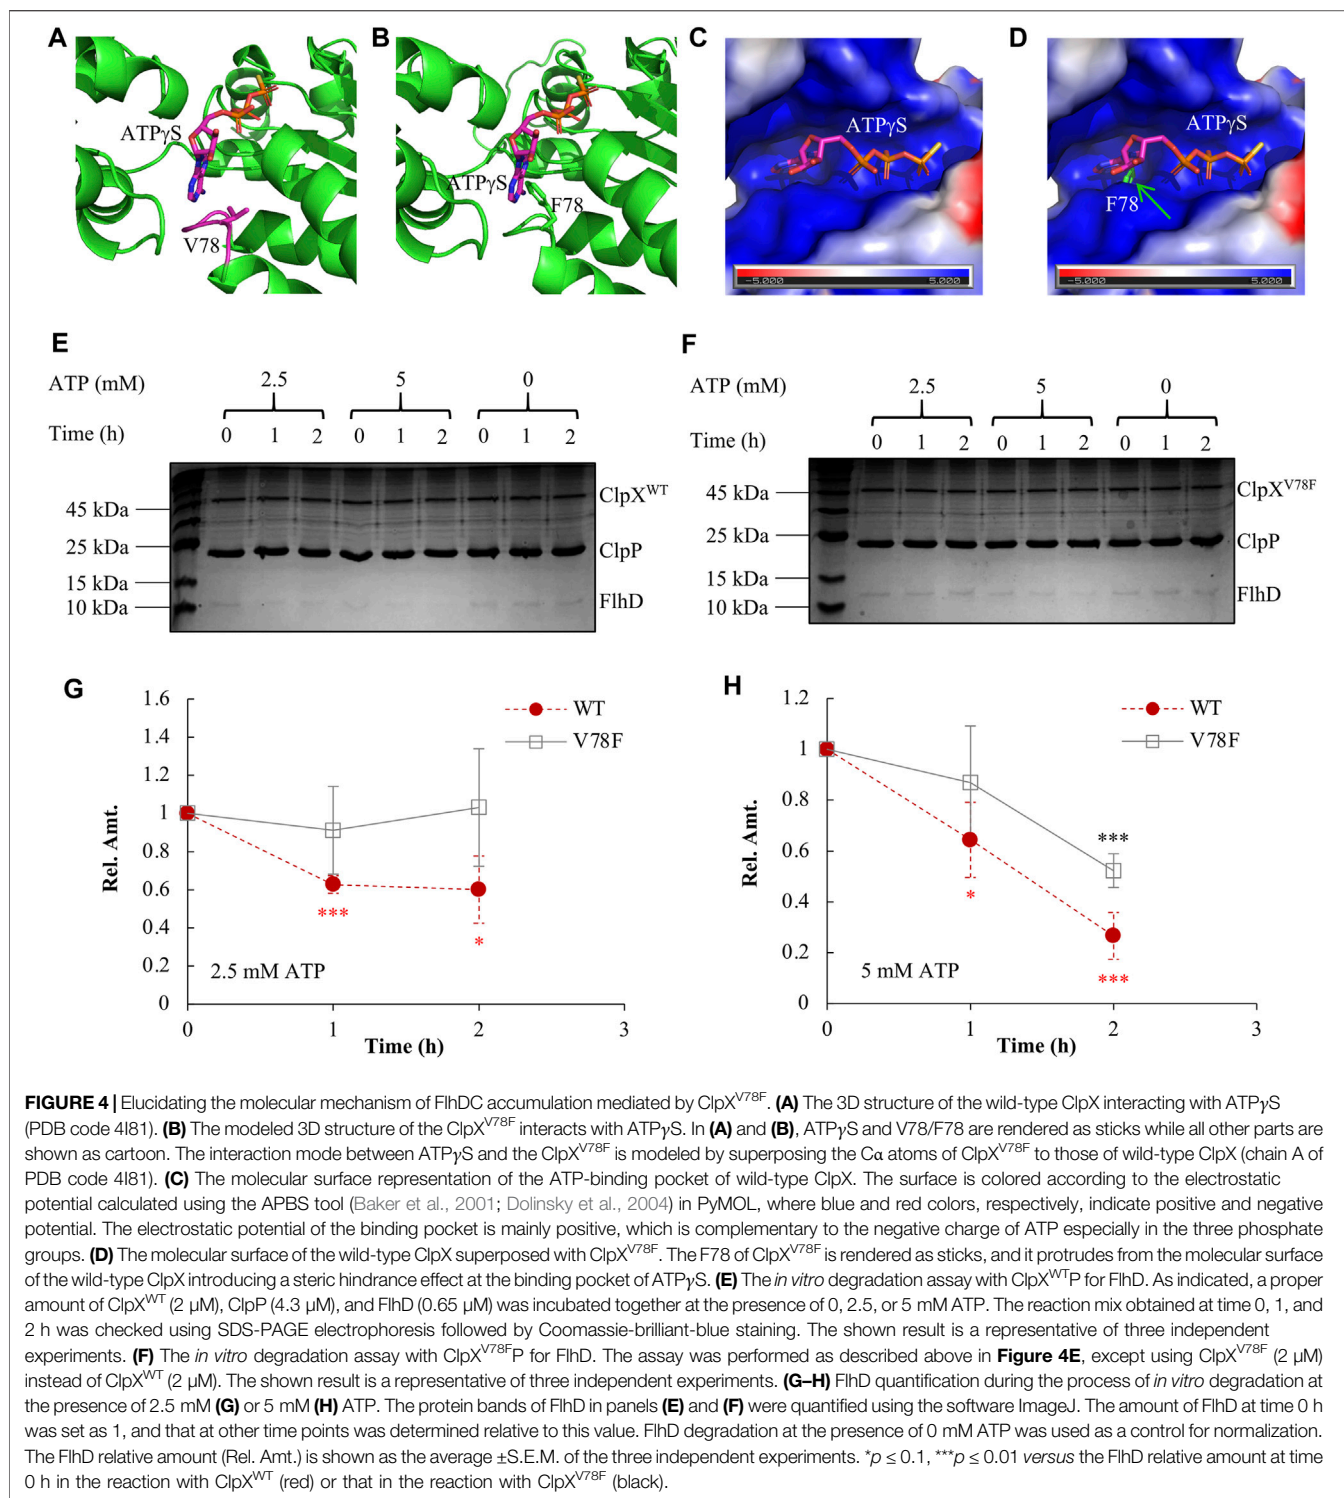 A
B
C
D
ATPγS
V78
ATPγS
F78
ATPγS
-5.000 5.000
ATPγS
F78
-5.000 5.000
E
ATP (mM) 2.5 5 0
Time (h) 0 1 2 0 1 2 0 1 2
45 kDa
25 kDa
15 kDa
10 kDa
ClpX^WT
ClpP
FlhD
F
ATP (mM) 2.5 5 0
Time (h) 0 1 2 0 1 2 0 1 2
45 kDa
25 kDa
15 kDa
10 kDa
ClpX^V78F
ClpP
FlhD
G
Rel. Amt.
1.6
1.4
1.2
1
0.8
0.6
0.4
0.2
0
WT
V78F
***
*
2.5 mM ATP
0 1 2 3
Time (h)
H
Rel. Amt.
1.2
1
0.8
0.6
0.4
0.2
0
WT
V78F
***
*
***
5 mM ATP
0 1 2 3
Time (h)
FIGURE 4 | Elucidating the molecular mechanism of FlhDC accumulation mediated by ClpX^V78F. (A) The 3D structure of the wild-type ClpX interacting with ATPγS
(PDB code 4I81). (B) The modeled 3D structure of the ClpX^V78F interacts with ATPγS. In (A) and (B), ATPγS and V78/F78 are rendered as sticks while all other parts are
shown as cartoon. The interaction mode between ATPγS and the ClpX^V78F is modeled by superposing the Cα atoms of ClpX^V78F to those of wild-type ClpX (chain A of
PDB code 4I81). (C) The molecular surface representation of the ATP-binding pocket of wild-type ClpX. The surface is colored according to the electrostatic
potential calculated using the APBS tool (Baker et al., 2001; Dolinsky et al., 2004) in PyMOL, where blue and red colors, respectively, indicate positive and negative
potential. The electrostatic potential of the binding pocket is mainly positive, which is complementary to the negative charge of ATP especially in the three phosphate
groups. (D) The molecular surface of the wild-type ClpX superposed with ClpX^V78F. The F78 of ClpX^V78F is rendered as sticks, and it protrudes from the molecular surface
of the wild-type ClpX introducing a steric hindrance effect at the binding pocket of ATPγS. (E) The in vitro degradation assay with ClpX^WTP for FlhD. As indicated, a proper
amount of ClpX^WT (2 μM), ClpP (4.3 μM), and FlhD (0.65 μM) was incubated together at the presence of 0, 2.5, or 5 mM ATP. The reaction mix obtained at time 0, 1, and
2 h was checked using SDS-PAGE electrophoresis followed by Coomassie-brilliant-blue staining. The shown result is a representative of three independent
experiments. (F) The in vitro degradation assay with ClpX^V78FP for FlhD. The assay was performed as described above in Figure 4E, except using ClpX^V78F (2 μM)
instead of ClpX^WT (2 μM). The shown result is a representative of three independent experiments. (G–H) FlhD quantification during the process of in vitro degradation at
the presence of 2.5 mM (G) or 5 mM (H) ATP. The protein bands of FlhD in panels (E) and (F) were quantified using the software ImageJ. The amount of FlhD at time 0 h
was set as 1, and that at other time points was determined relative to this value. FlhD degradation at the presence of 0 mM ATP was used as a control for normalization.
The FlhD relative amount (Rel. Amt.) is shown as the average ±S.E.M. of the three independent experiments. *p ≤ 0.1, ***p ≤ 0.01 versus the FlhD relative amount at time
0 h in the reaction with ClpX^WT (red) or that in the reaction with ClpX^V78F (black).